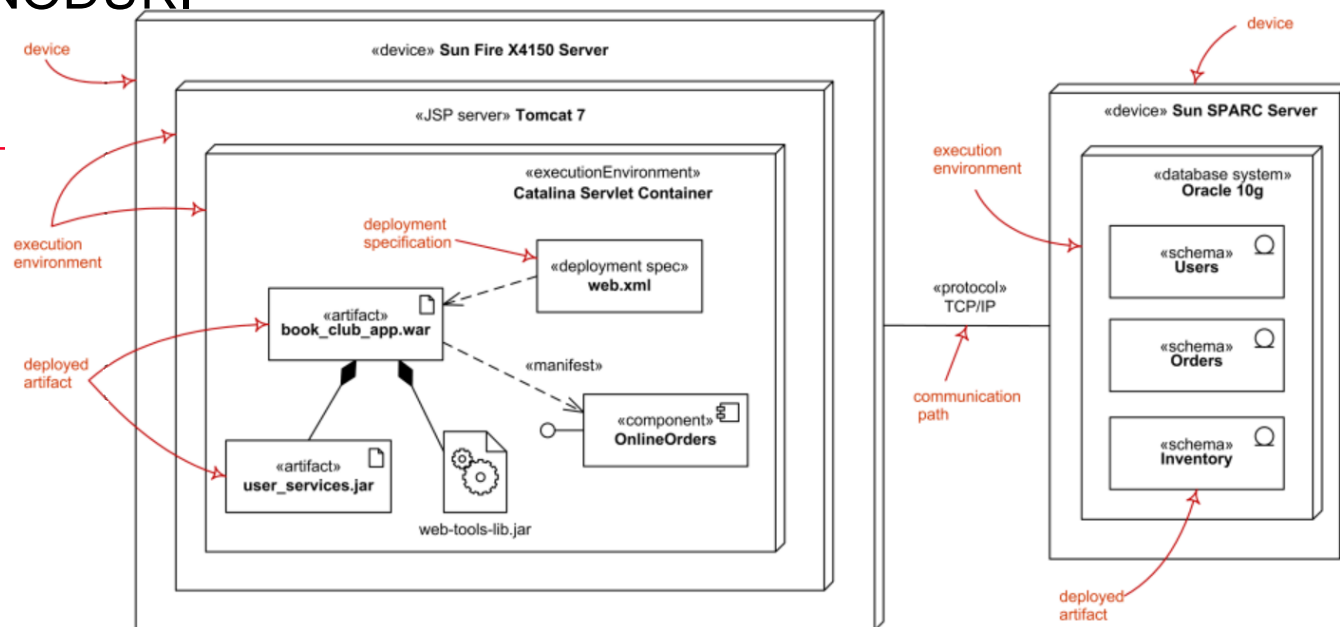 NODURI
device
«device» Sun Fire X4150 Server
«JSP server» Tomcat 7
«executionEnvironment»
Catalina Servlet Container
execution
environment
deployment
specification
«deployment spec»
web.xml
«artifact»
book_club_app.war
deployed
artifact
«manifest»
«component»
OnlineOrders
«artifact»
user_services.jar
web-tools-lib.jar
«protocol»
TCP/IP
communication
path
device
«device» Sun SPARC Server
execution
environment
«database system»
Oracle 10g
«schema»
Users
«schema»
Orders
«schema»
Inventory
deployed
artifact